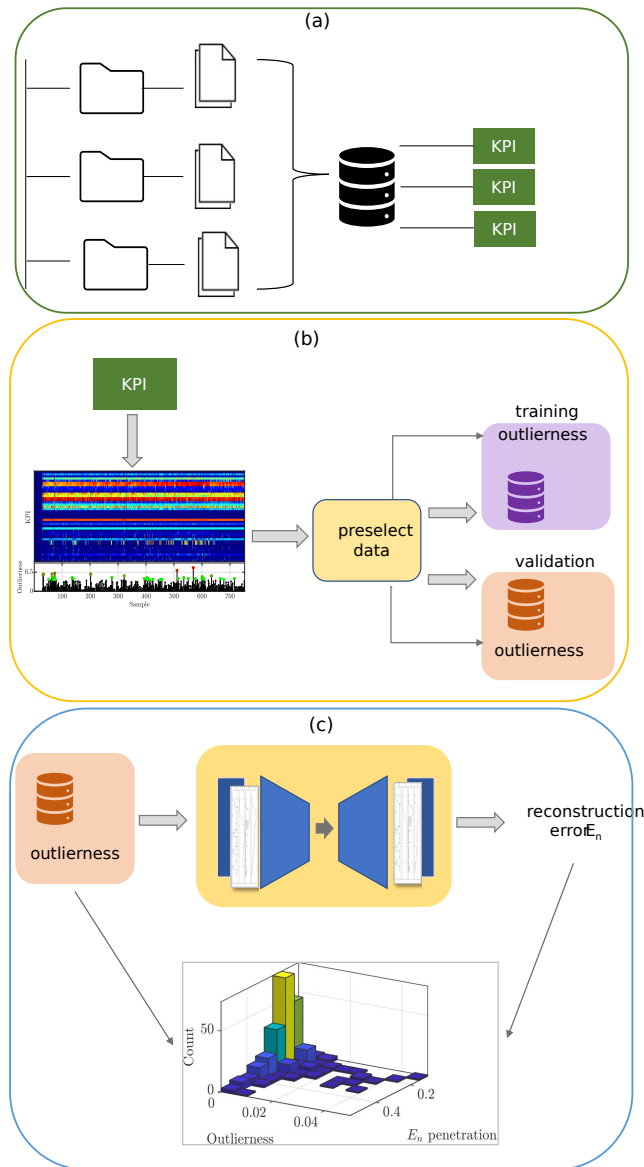 (a)
KPI
KPI
KPI
(b)
KPI
KPI
Outlierness
0.5
0
100 200 300 400 500 600 700
Sample
preselect
data
training
outlierness
validation
outlierness
(c)
outlierness
reconstruction
errorE_n
Count
50
0
0
0.02
0.04
0.4
0.2
Outlierness
E_n penetration